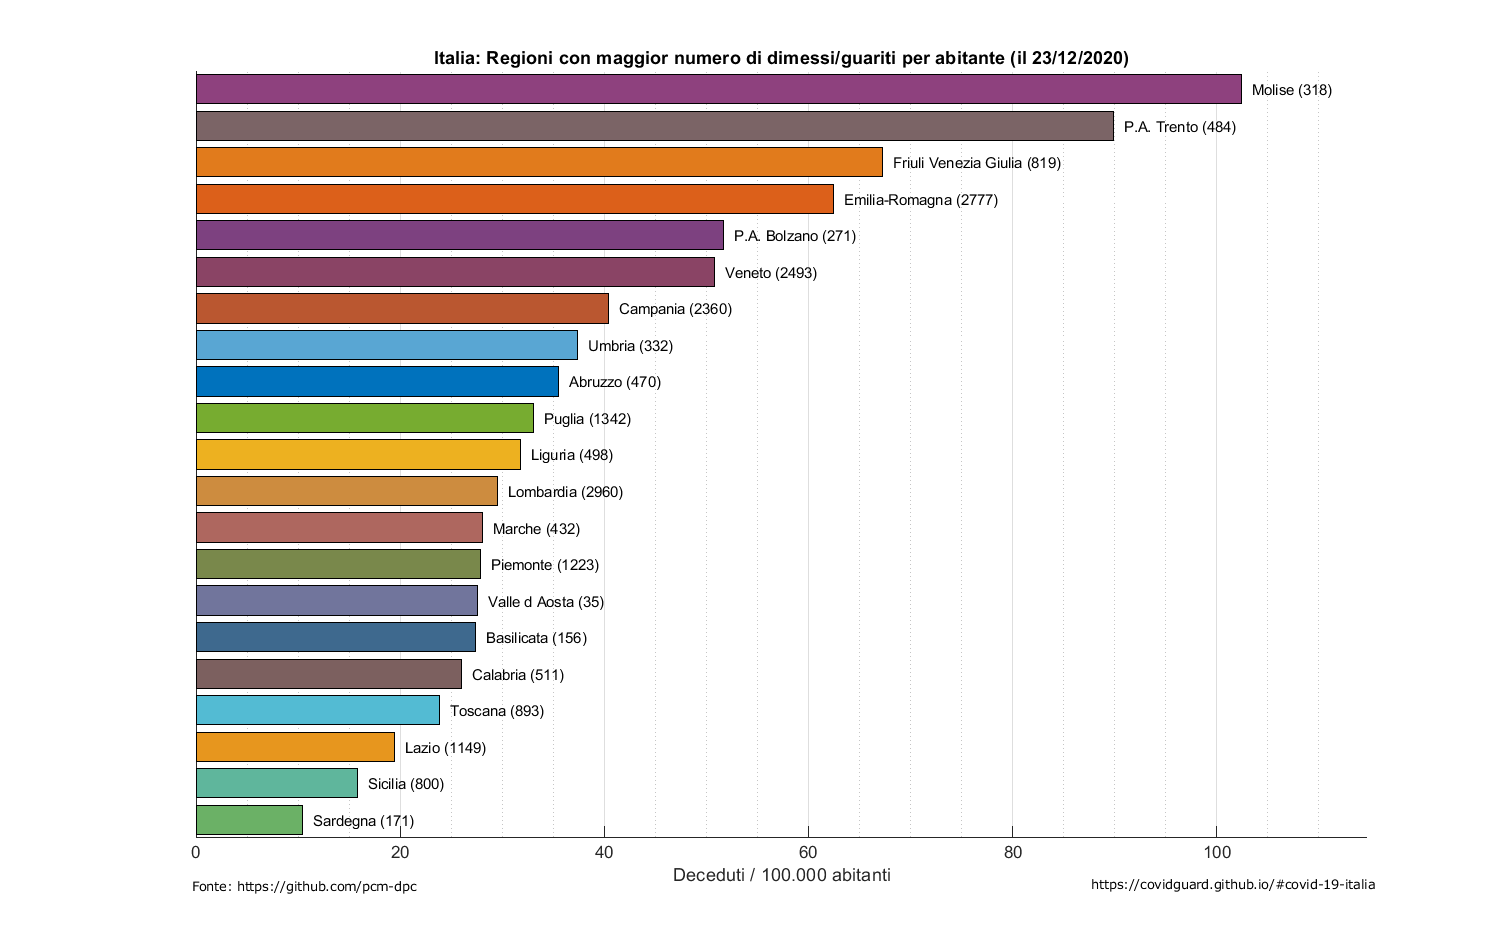 Italia: Regioni con maggior numero di dimessi/guariti per abitante (il 23/12/2020)
Molise (318)
P.A. Trento (484)
Friuli Venezia Giulia (819)
Emilia-Romagna (2777)
P.A. Bolzano (271)
Veneto (2493)
Campania (2360)
Umbria (332)
Abruzzo (470)
Puglia (1342)
Liguria (498)
Lombardia (2960)
Marche (432)
Piemonte (1223)
Valle d Aosta (35)
Basilicata (156)
Calabria (511)
Toscana (893)
Lazio (1149)
Sicilia (800)
Sardegna (171)
0 20 40 60 80 100
Deceduti / 100.000 abitanti
Fonte: https://github.com/pcm-dpc
https://covidguard.github.io/#covid-19-italia